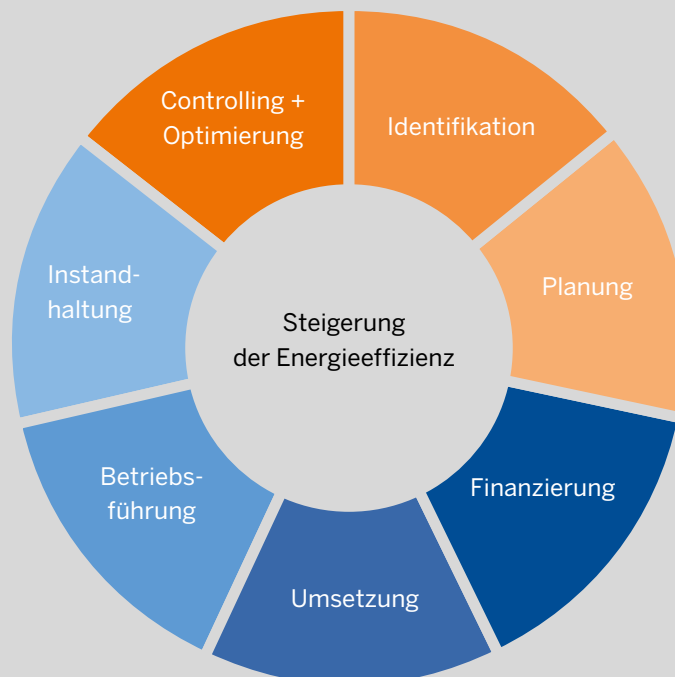 Controlling +
Optimierung
Identifikation
Planung
Finanzierung
Umsetzung
Betriebs-
führung
Instand-
haltung
Steigerung
der Energieeffizienz